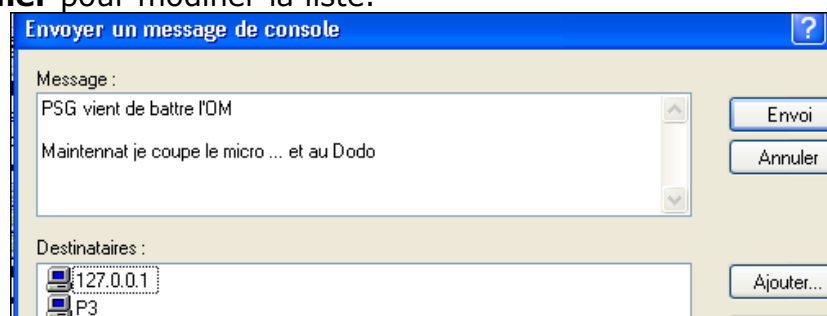 pour modifier la liste.
Envoyer un message de console
?
Message :
PSG vient de battre l'OM
Maintennat je coupe le micro ... et au Dodo
Envoi
Annuler
Destinataires :
127.0.0.1
P3
Ajouter...